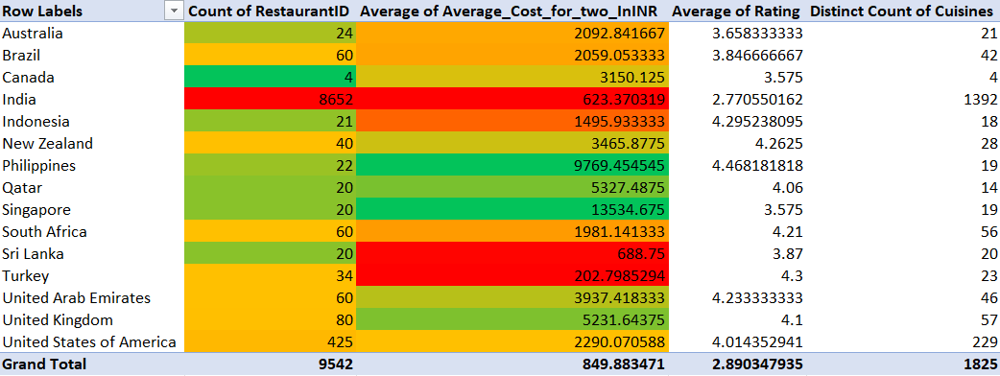 Row Labels Count of RestaurantID Average of Average_Cost_for_two_InINR Average of Rating Distinct Count of Cuisines
Australia 24 2092.841667 3.658333333 21
Brazil 60 2059.053333 3.846666667 42
Canada 4 3150.125 3.575 4
India 8652 623.370319 2.770550162 1392
Indonesia 21 1495.933333 4.295238095 18
New Zealand 40 3465.8775 4.2625 28
Philippines 22 9769.454545 4.468181818 19
Qatar 20 5327.4875 4.06 14
Singapore 20 13534.675 3.575 19
South Africa 60 1981.141333 4.21 56
Sri Lanka 20 688.75 3.87 20
Turkey 34 202.7985294 4.3 23
United Arab Emirates 60 3937.418333 4.233333333 46
United Kingdom 80 5231.64375 4.1 57
United States of America 425 2290.070588 4.014352941 229
Grand Total 9542 849.883471 2.890347935 1825